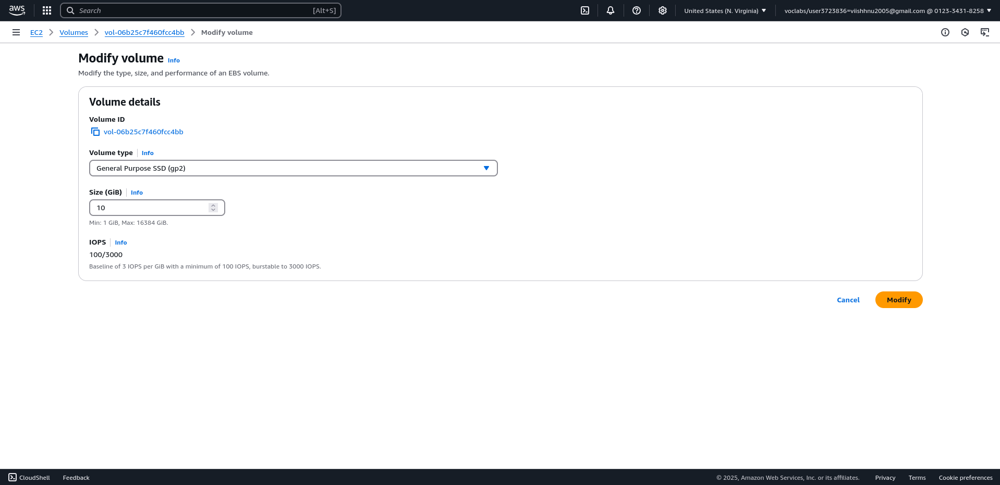 aws
Search [Alt+S]
United States (N. Virginia)
voclabs/user3723836=viishhnu2005@gmail.com @ 0123-3431-8258
EC2 Volumes vol-06b25c7f460fcc4bb Modify volume
Modify volume Info
Modify the type, size, and performance of an EBS volume.
Volume details
Volume ID
vol-06b25c7f460fcc4bb
Volume type Info
General Purpose SSD (gp2)
Size (GiB) Info
10
Min: 1 GiB, Max: 16384 GiB.
IOPS Info
100/3000
Baseline of 3 IOPS per GiB with a minimum of 100 IOPS, burstable to 3000 IOPS.
Cancel Modify
CloudShell Feedback © 2025, Amazon Web Services, Inc. or its affiliates. Privacy Terms Cookie preferences